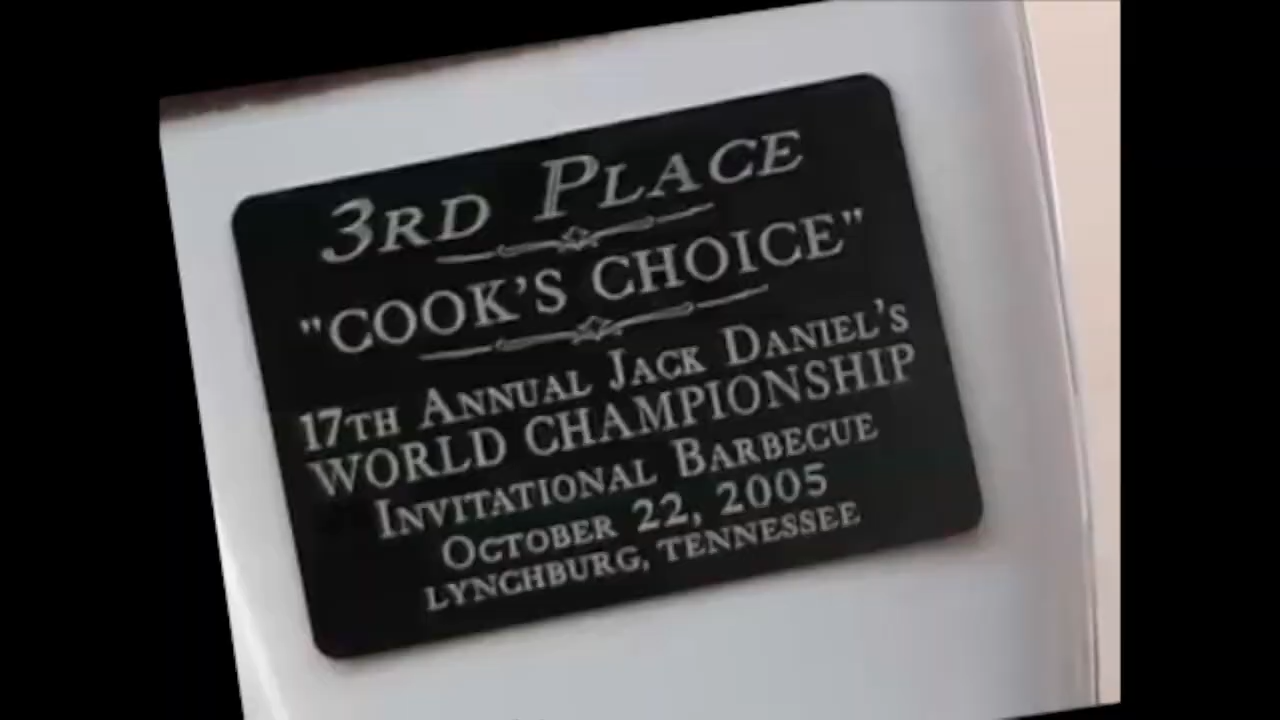 3RD PLACE
"COOK'S CHOICE"
17TH ANNUAL JACK DANIEL'S
WORLD CHAMPIONSHIP
INVITATIONAL BARBECUE
OCTOBER 22, 2005
LYNCHBURG, TENNESSEE